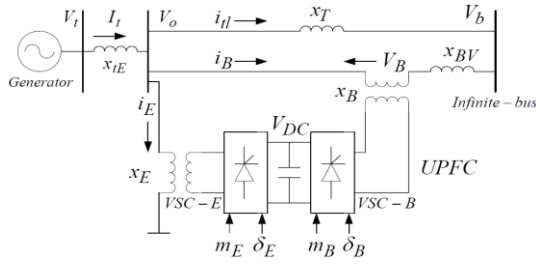 V_t I_t V_o i_tl x_T V_b
x_tE i_B V_B x_BV
Generator
i_E x_B Infinite-bus
V_DC
x_E UPFC
VSC-E VSC-B
m_E δ_E m_B δ_B